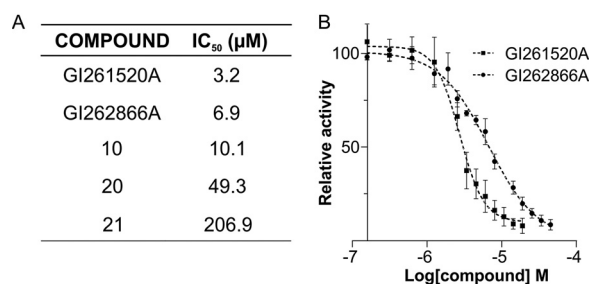 A
COMPOUND IC50 (µM)
GI261520A 3.2
GI262866A 6.9
10 10.1
20 49.3
21 206.9
B
GI261520A
GI262866A
100
50
Relative activity
-7 -6 -5 -4
Log[compound] M